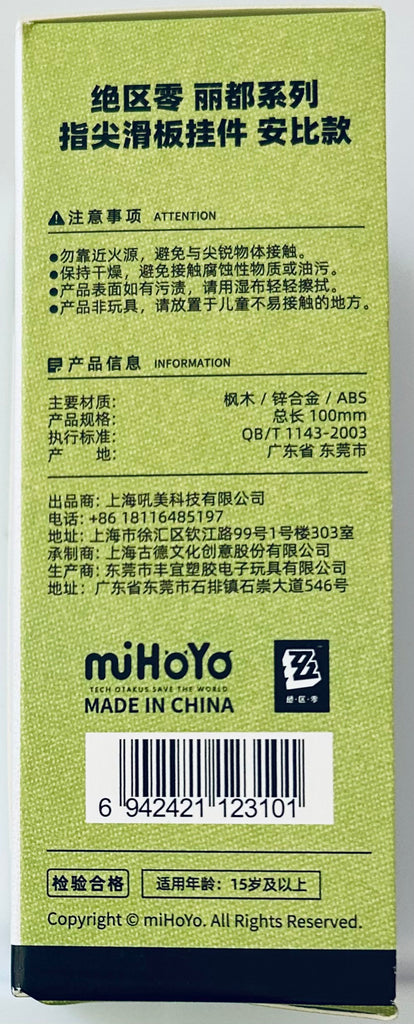 绝区零 丽都系列
指尖滑板挂件 安比款
注意事项 ATTENTION
●勿靠近火源，避免与尖锐物体接触。
●保持干燥，避免接触腐蚀性物质或油污。
●产品表面如有污渍，请用湿布轻轻擦拭。
●产品非玩具，请放置于儿童不易接触的地方。
产品信息 INFORMATION
主要材质： 枫木 / 锌合金 / ABS
产品规格： 总长 100mm
执行标准： QB/T 1143-2003
产 地： 广东省 东莞市
出品商: 上海吼美科技有限公司
电话: +86 18116485197
地址: 上海市徐汇区钦江路99号1号楼303室
承制商: 上海古德文化创意股份有限公司
生产商: 东莞市丰宜塑胶电子玩具有限公司
地址: 广东省东莞市石排镇石崇大道546号
miHoYo
TECH OTAKUS SAVE THE WORLD
绝·区·零
MADE IN CHINA
6 942421 123101
检验合格
适用年龄：15岁及以上
Copyright © miHoYo. All Rights Reserved.